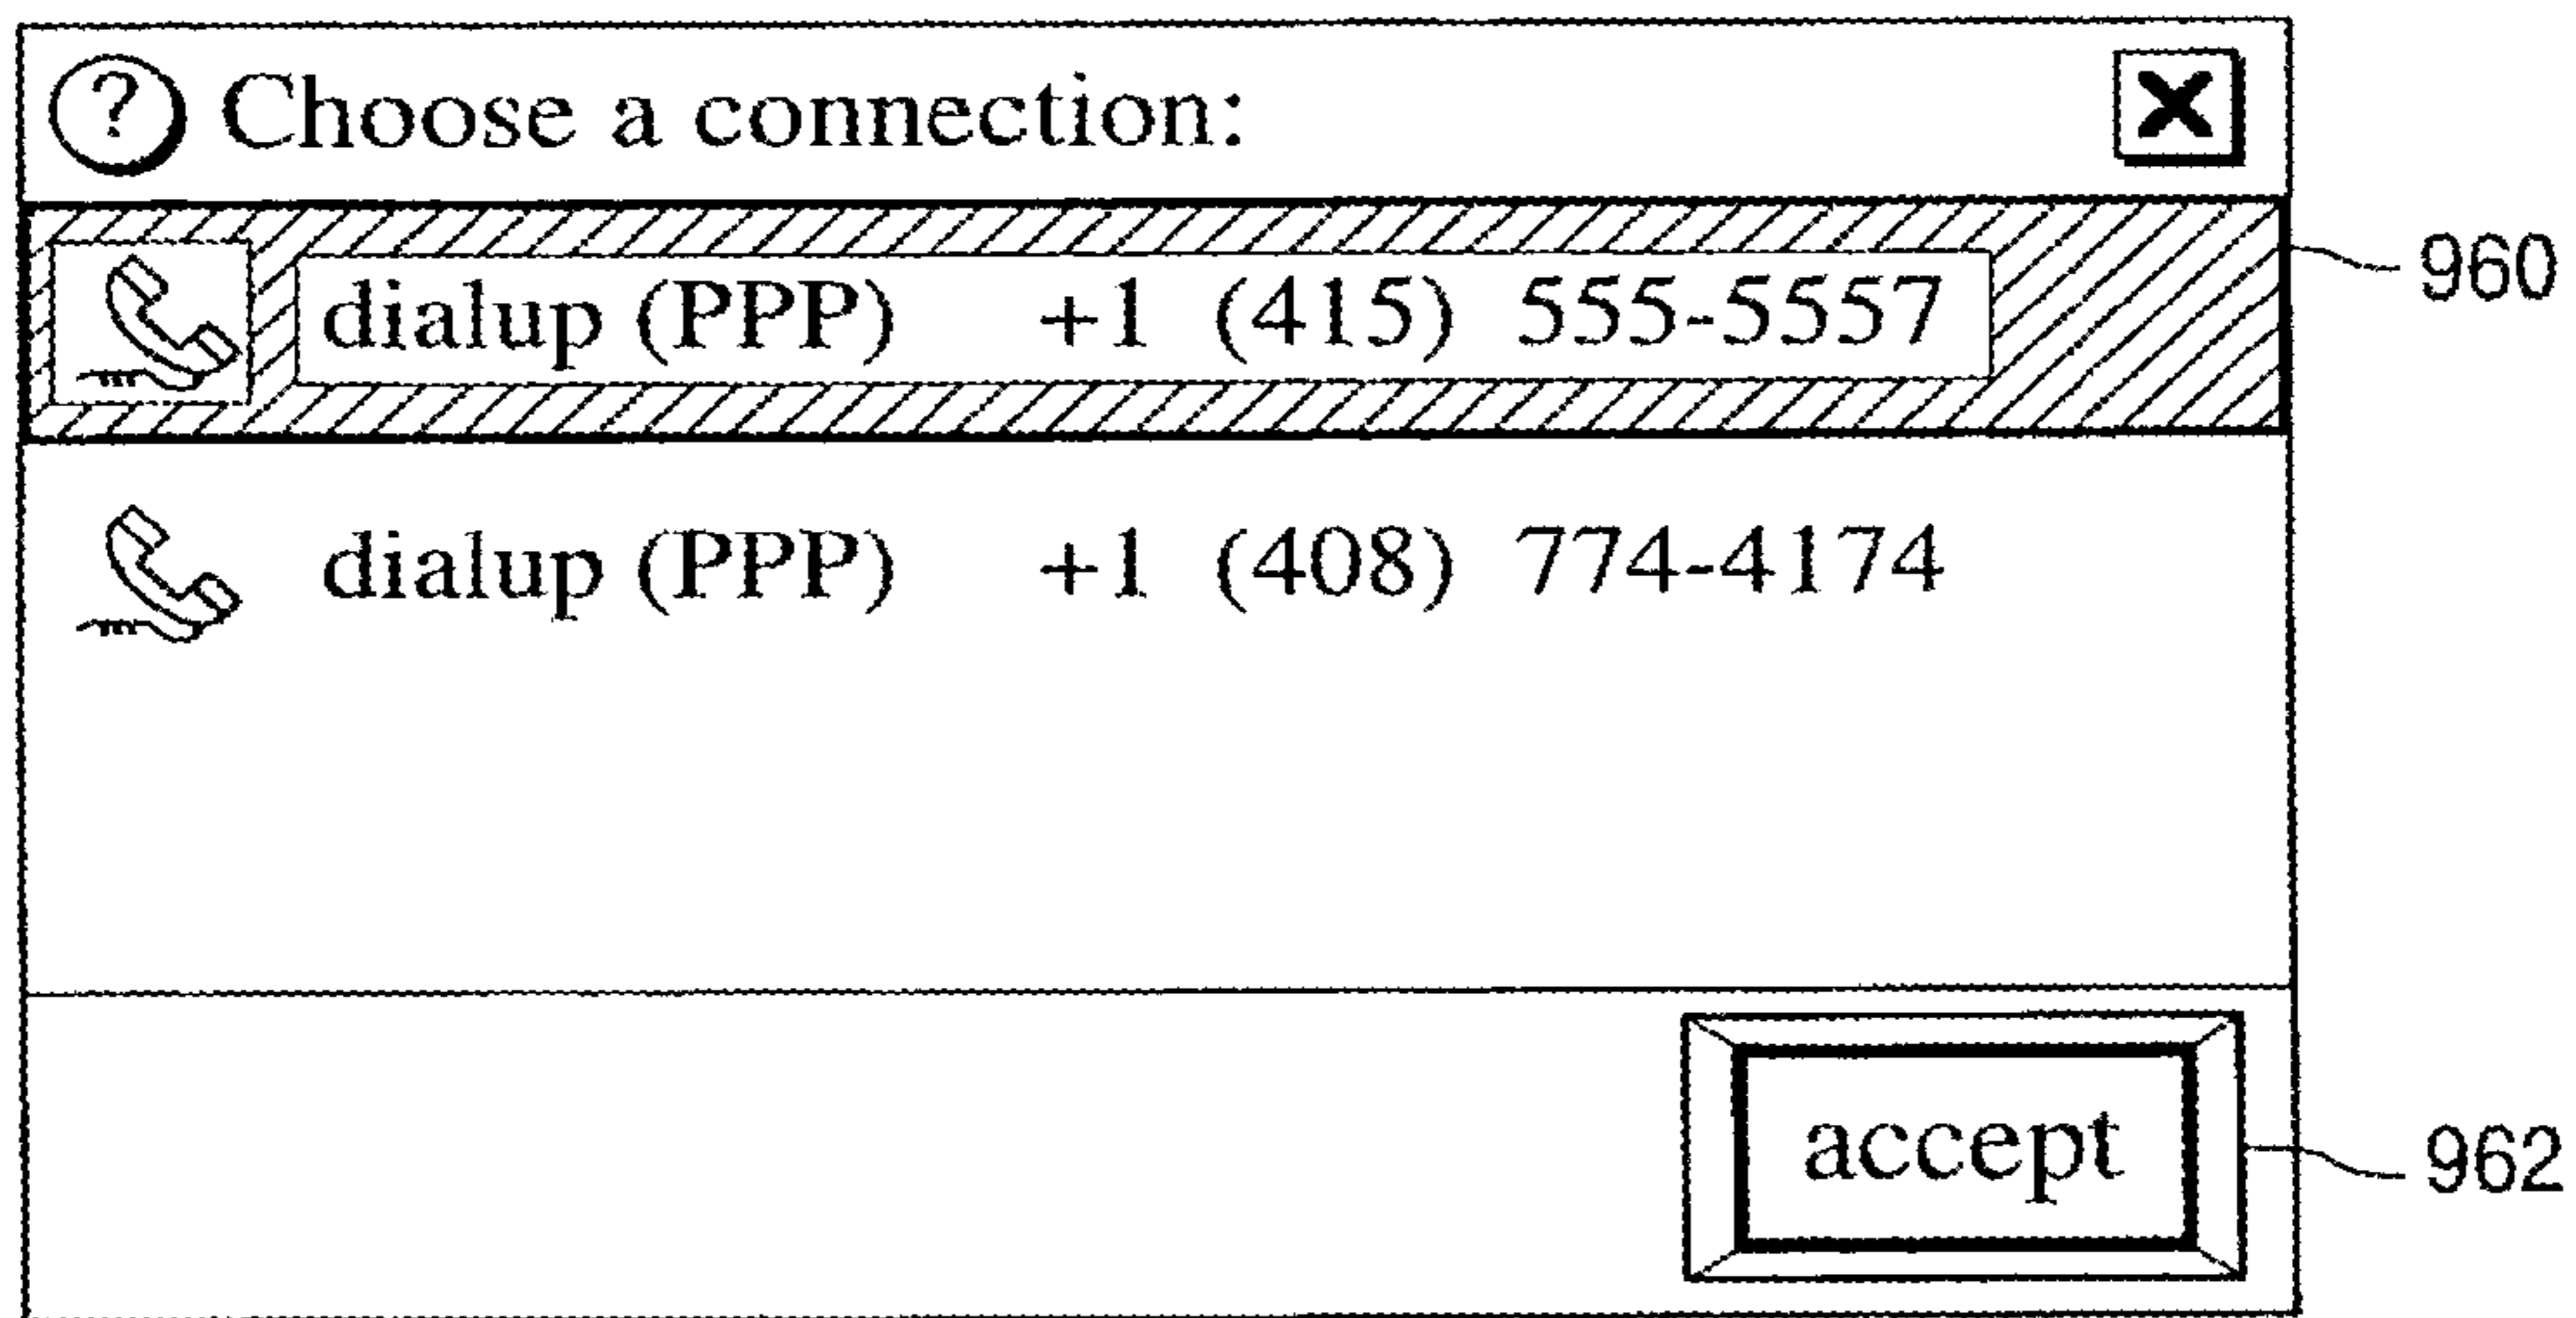 ? Choose a connection: X
dialup (PPP) +1 (415) 555-5557
960
dialup (PPP) +1 (408) 774-4174
accept
962